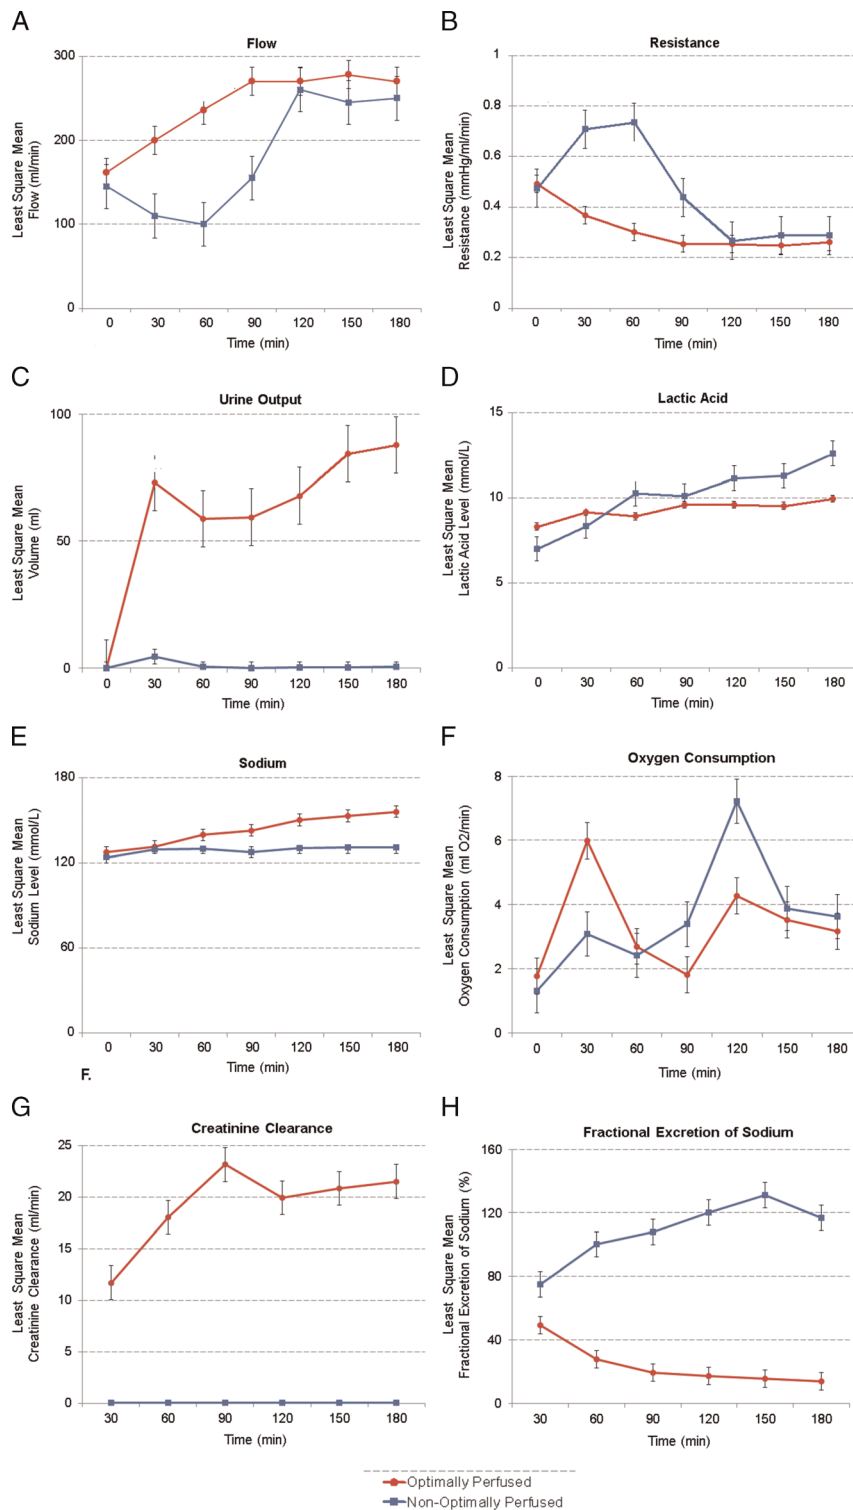 A
Flow
Least Square Mean
Flow (ml/min)
300
200
100
0
0 30 60 90 120 150 180
Time (min)
B
Resistance
Least Square Mean
Resistance (mmHg/ml/min)
1
0.8
0.6
0.4
0.2
0
0 30 60 90 120 150 180
Time (min)
C
Urine Output
Least Square Mean
Volume (ml)
100
50
0
0 30 60 90 120 150 180
Time (min)
D
Lactic Acid
Least Square Mean
Lactic Acid Level (mmol/L)
15
10
5
0
0 30 60 90 120 150 180
Time (min)
E
Sodium
Least Square Mean
Sodium Level (mmol/L)
180
120
60
0
0 30 60 90 120 150 180
Time (min)
F.
F
Oxygen Consumption
Least Square Mean
Oxygen Consumption (ml O2/min)
8
6
4
2
0
0 30 60 90 120 150 180
Time (min)
G
Creatinine Clearance
Least Square Mean
Creatinine Clearance (ml/min)
25
20
15
10
5
0
30 60 90 120 150 180
Time (min)
H
Fractional Excretion of Sodium
Least Square Mean
Fractional Excretion of Sodium (%)
160
120
80
40
0
30 60 90 120 150 180
Time (min)
Optimally Perfused
Non-Optimally Perfused